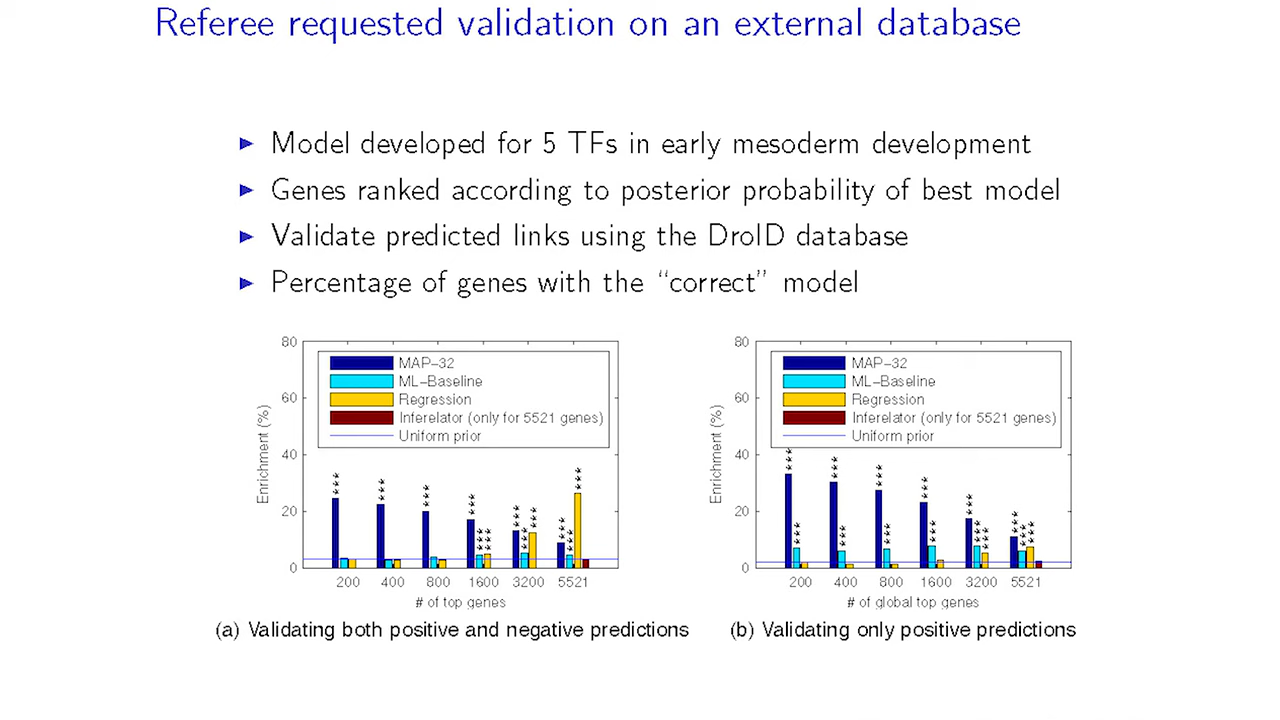 Referee requested validation on an external database
Model developed for 5 TFs in early mesoderm development
Genes ranked according to posterior probability of best model
Validate predicted links using the DroID database
Percentage of genes with the “correct” model
80
60
40
20
0
Enrichment (%)
MAP−32
ML−Baseline
Regression
Inferelator (only for 5521 genes)
Uniform prior
***
***
***
***
***
***
***
***
***
***
***
***
200 400 800 1600 3200 5521
# of top genes
(a) Validating both positive and negative predictions
80
60
40
20
0
Enrichment (%)
MAP−32
ML−Baseline
Regression
Inferelator (only for 5521 genes)
Uniform prior
***
***
***
***
***
***
***
***
***
***
***
***
***
***
200 400 800 1600 3200 5521
# of global top genes
(b) Validating only positive predictions